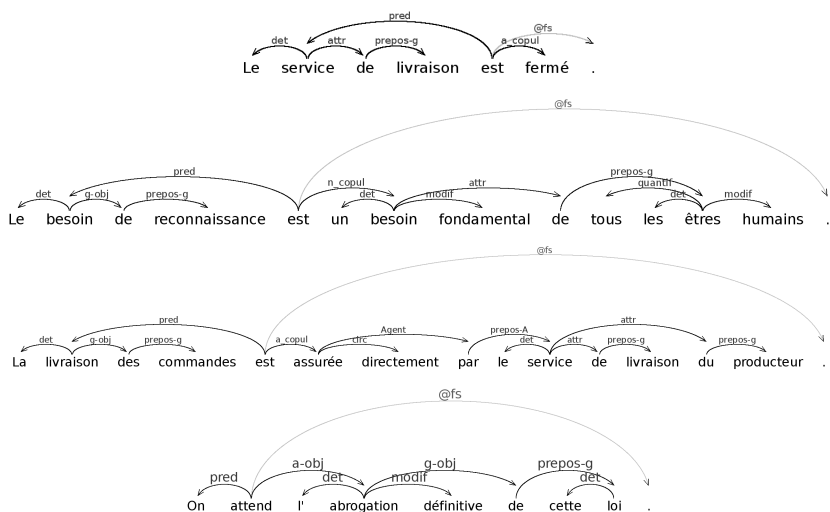 pred
@fs
det attr prepos-g a_copul
Le service de livraison est fermé .
@fs
pred prepos-g
n_copul attr quantif
det g-obj prepos-g det modif det modif
Le besoin de reconnaissance est un besoin fondamental de tous les êtres humains .
@fs
pred attr
Agent prepos-A
det g-obj prepos-g a_copul circ det attr prepos-g prepos-g
La livraison des commandes est assurée directement par le service de livraison du producteur .
@fs
pred a-obj g-obj prepos-g
det modif det
On attend l' abrogation définitive de cette loi .